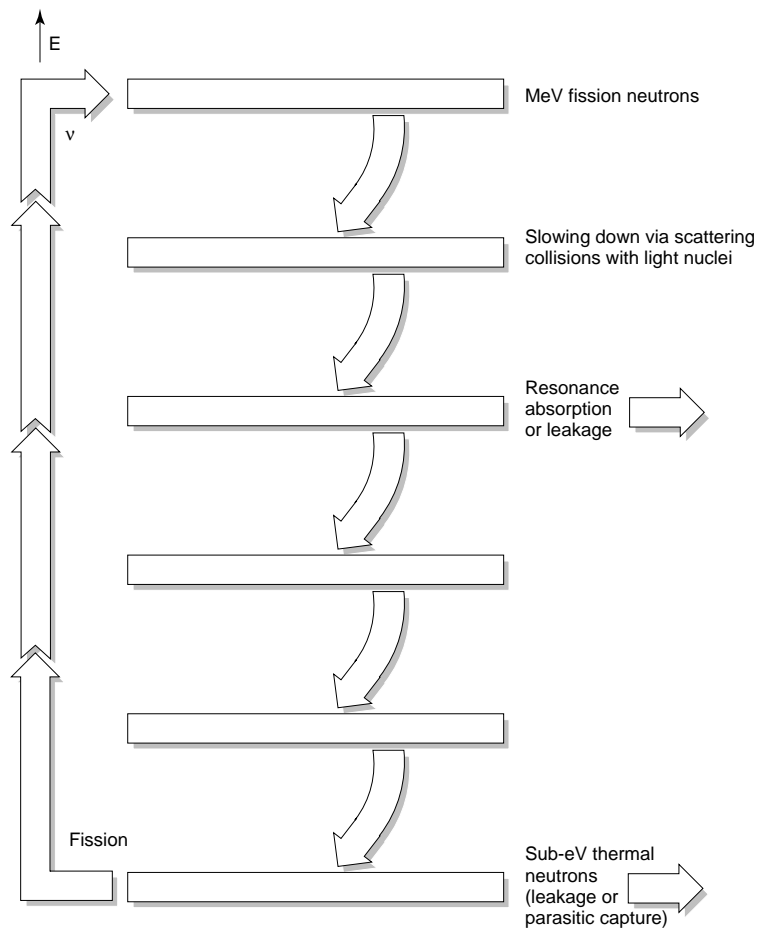 E
MeV fission neutrons
ν
Slowing down via scattering
collisions with light nuclei
Resonance
absorption
or leakage
Fission
Sub-eV thermal
neutrons
(leakage or
parasitic capture)